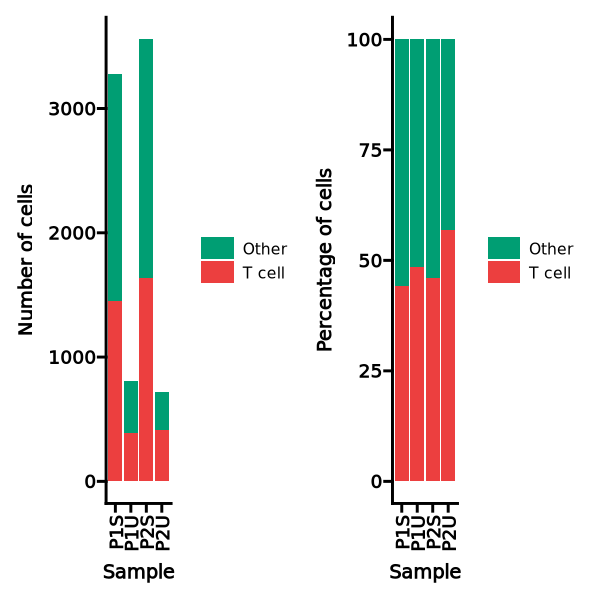 Number of cells
3000
2000
1000
0
P1S
P1U
P2S
P2U
Sample
Other
T cell
Percentage of cells
100
75
50
25
0
P1S
P1U
P2S
P2U
Sample
Other
T cell